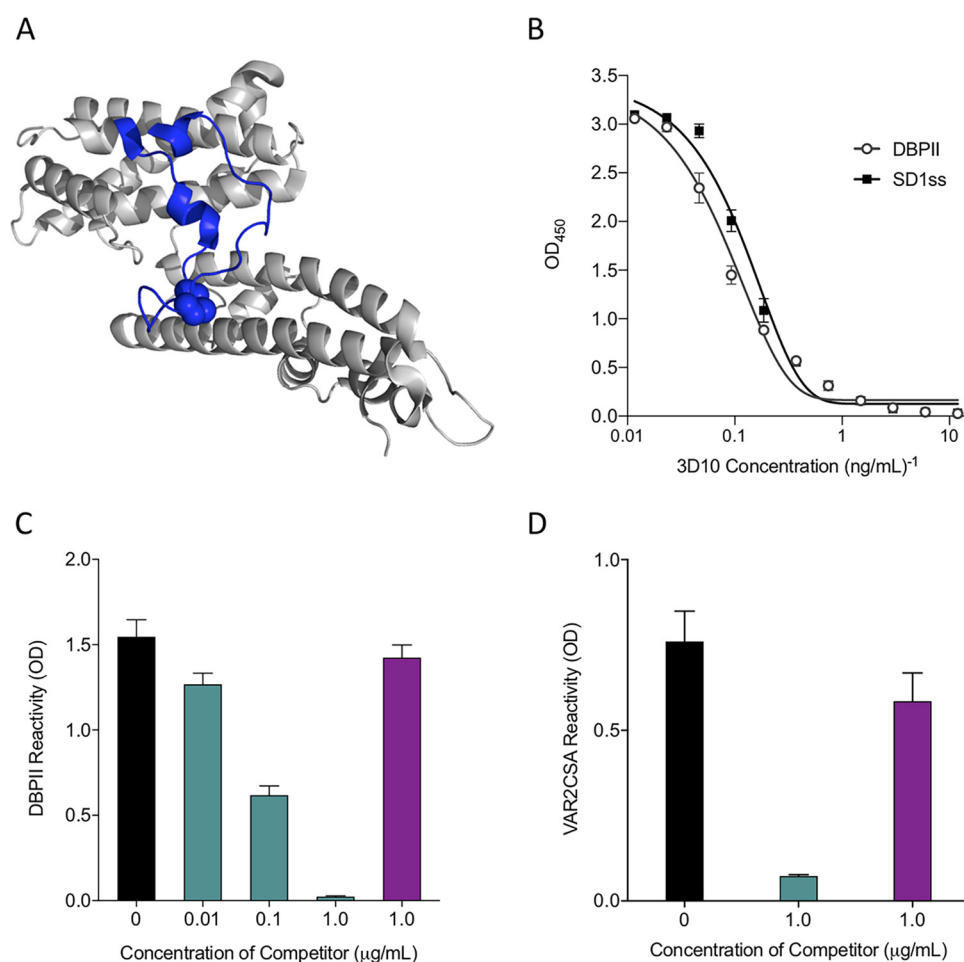 A
B
3.5
3.0
2.5
2.0
1.5
1.0
0.5
0.0
OD450
DBPII
SD1ss
0.01
0.1
1
10
3D10 Concentration (ng/mL)-1
C
2.0
1.5
1.0
0.5
0.0
DBPII Reactivity (OD)
0
0.01
0.1
1.0
1.0
Concentration of Competitor (μg/mL)
D
1.0
0.5
0.0
VAR2CSA Reactivity (OD)
0
1.0
1.0
Concentration of Competitor (μg/mL)